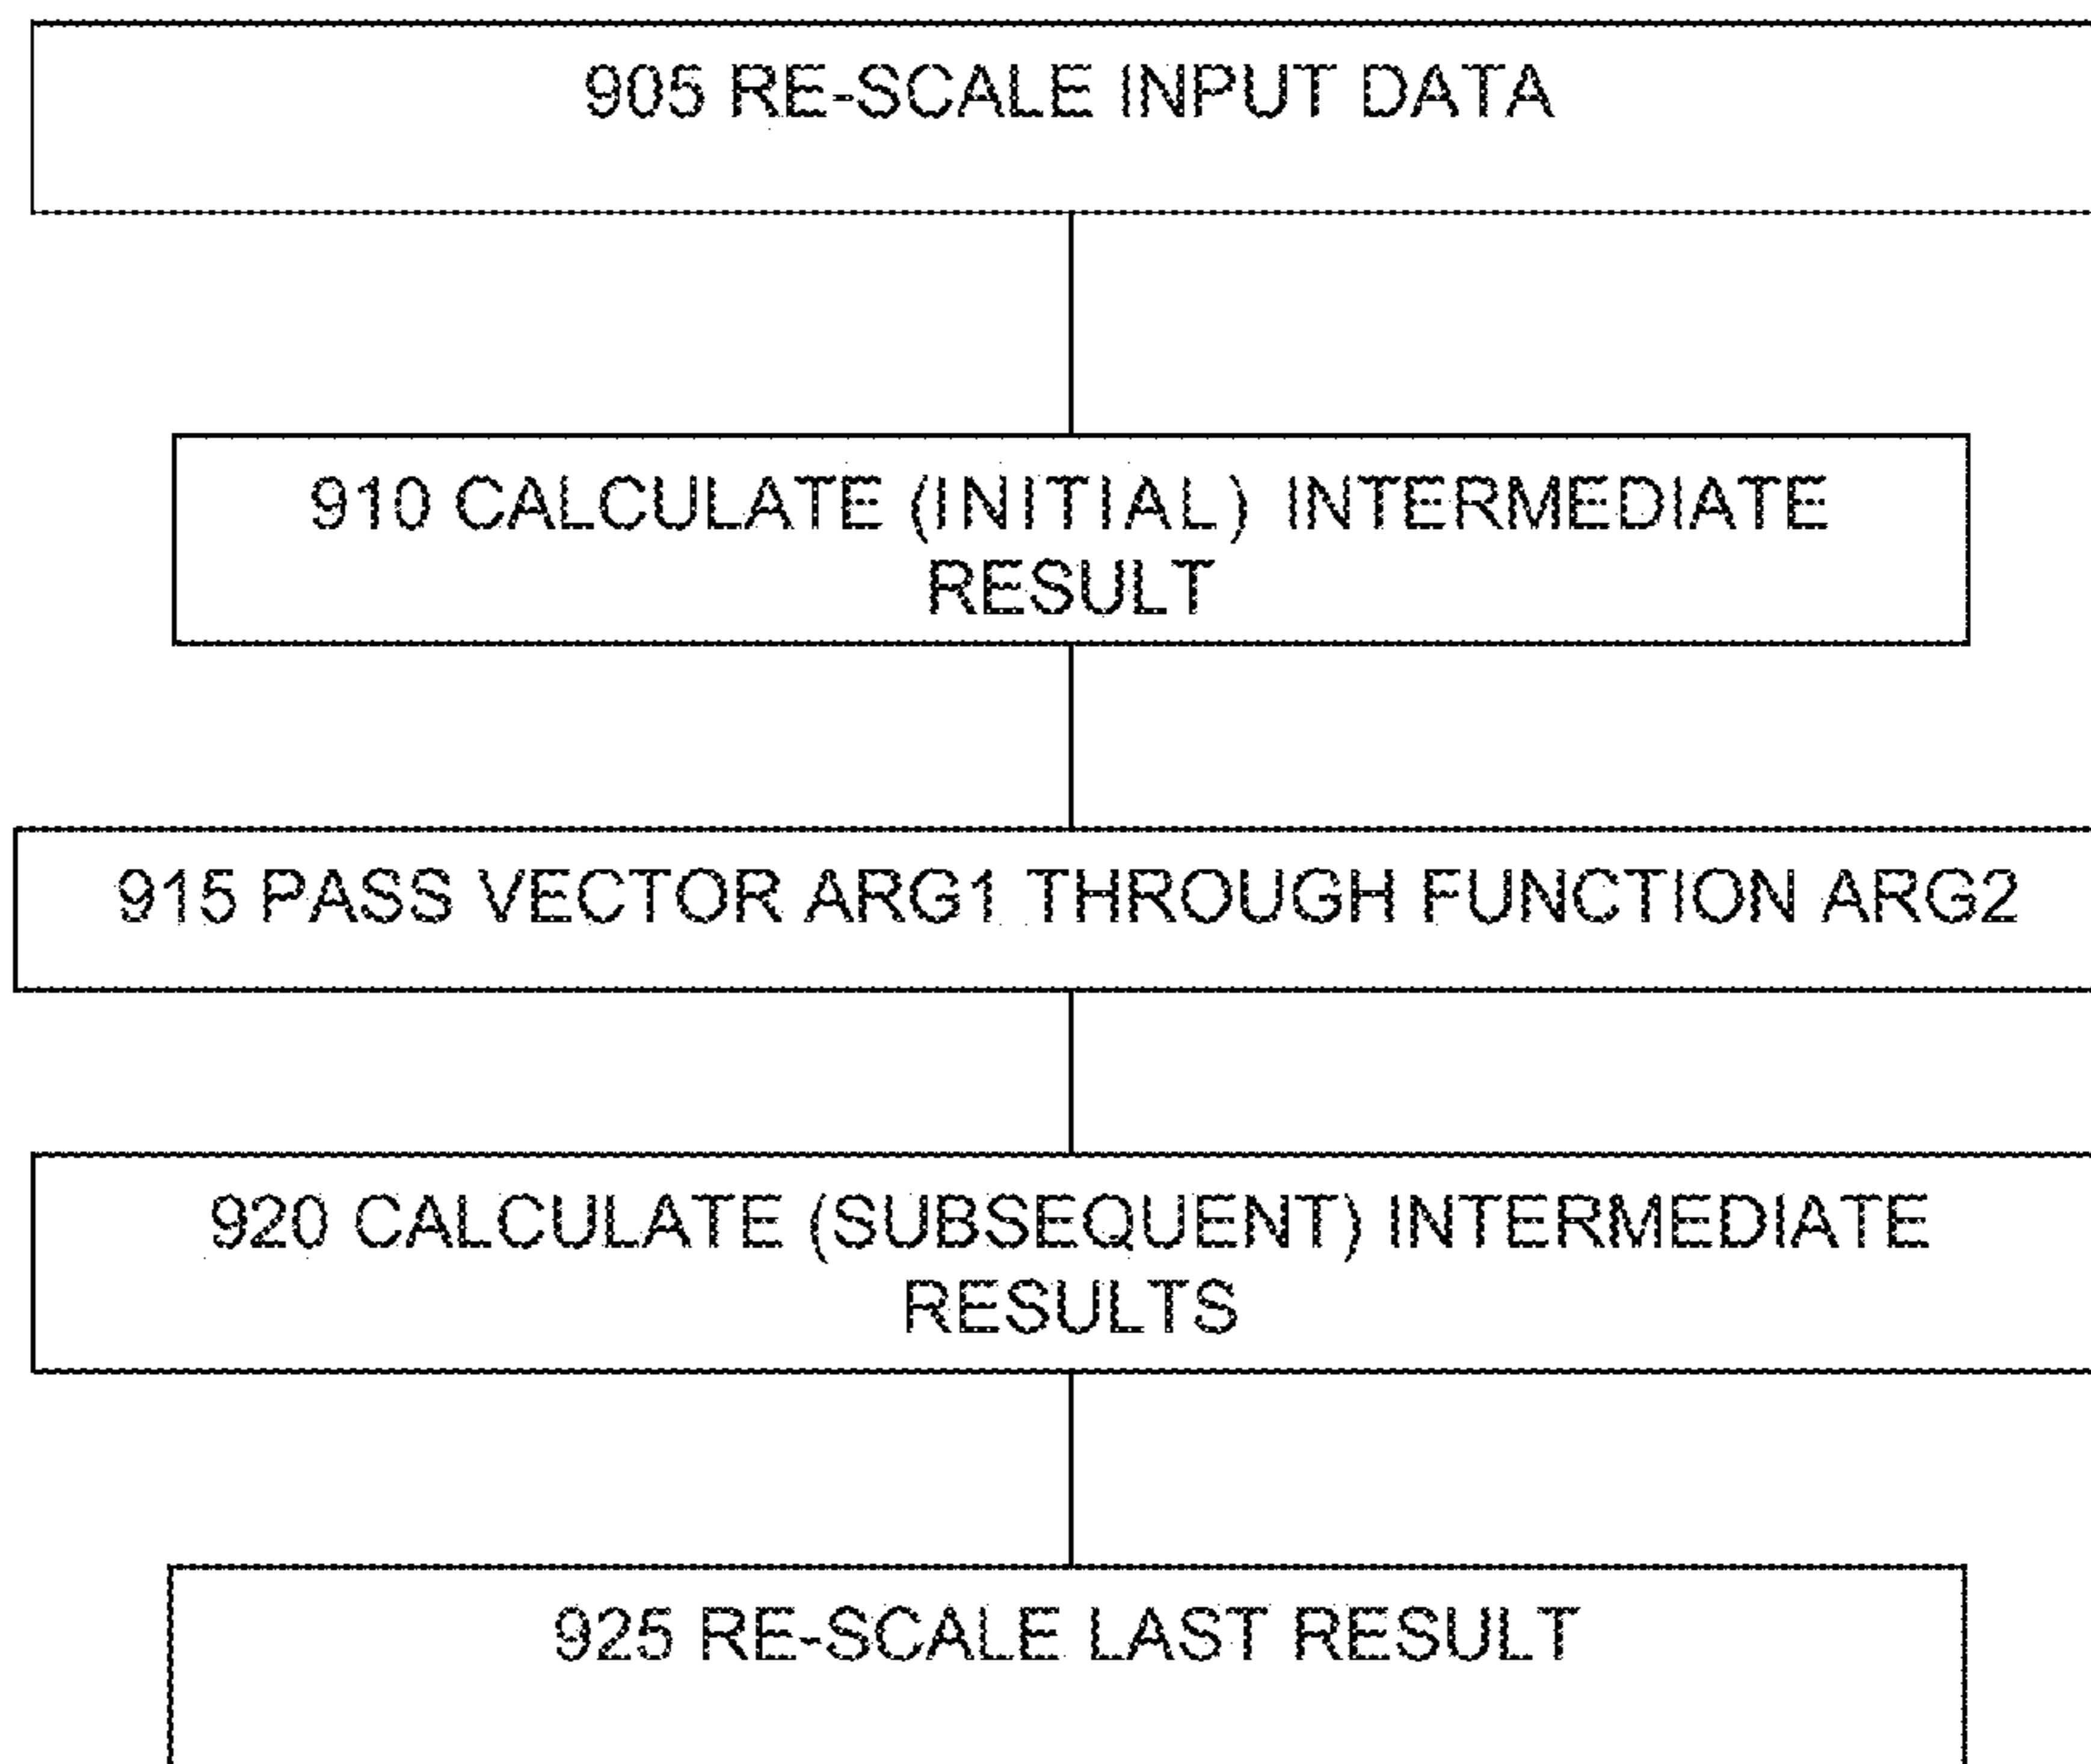 905 RE-SCALE INPUT DATA
910 CALCULATE (INITIAL) INTERMEDIATE
RESULT
915 PASS VECTOR ARG1 THROUGH FUNCTION ARG2
920 CALCULATE (SUBSEQUENT) INTERMEDIATE
RESULTS
925 RE-SCALE LAST RESULT